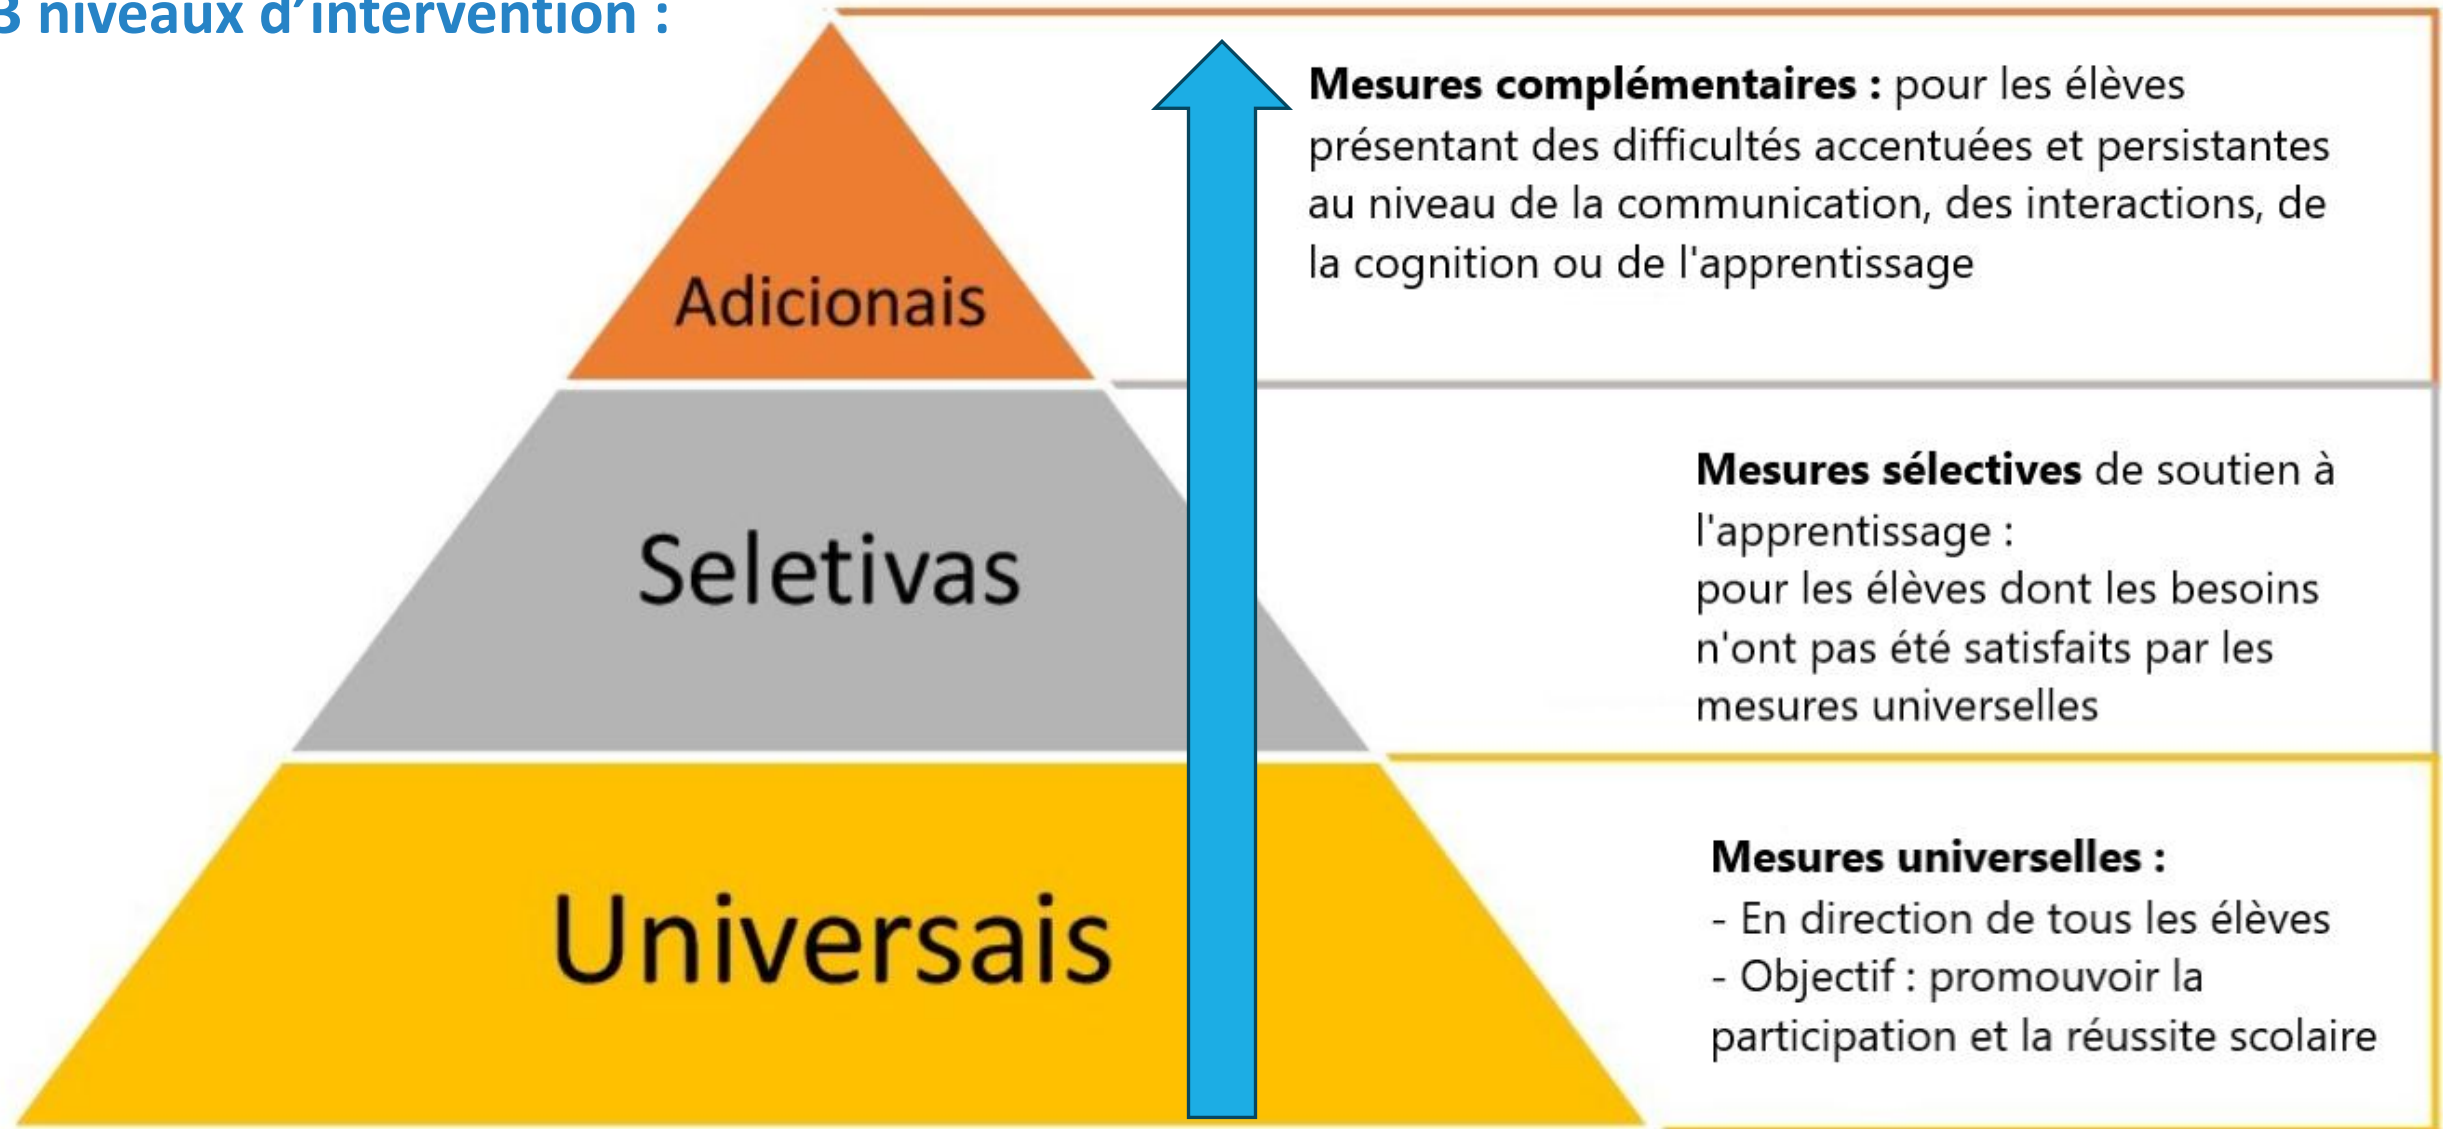 3 niveaux d’intervention :
Mesures complémentaires : pour les élèves
présentant des difficultés accentuées et persistantes
au niveau de la communication, des interactions, de
la cognition ou de l'apprentissage
Adicionais
Mesures sélectives de soutien à
l'apprentissage :
pour les élèves dont les besoins
n'ont pas été satisfaits par les
mesures universelles
Seletivas
Mesures universelles :
- En direction de tous les élèves
- Objectif : promouvoir la
participation et la réussite scolaire
Universais